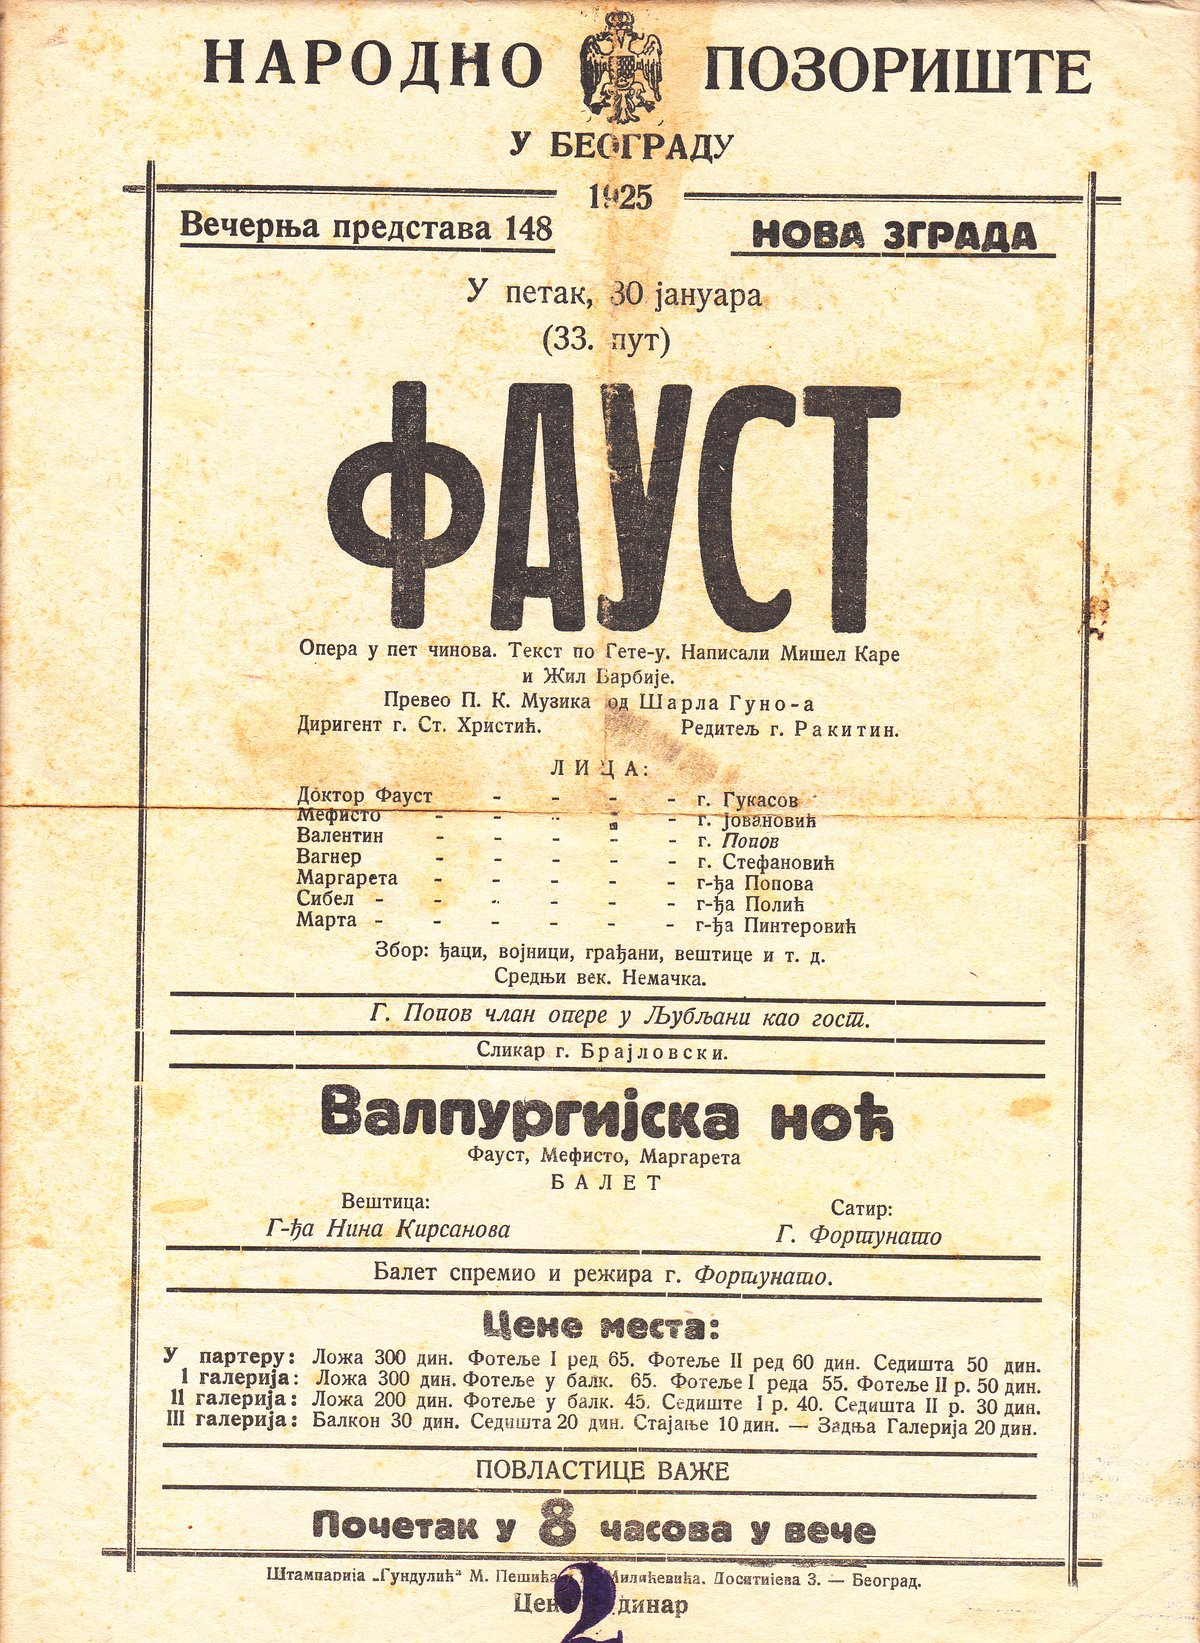 НАРОДНО ПОЗОРИШТЕ
У БЕОГРАДУ
1925
Вечерња представа 148 НОВА ЗГРАДА
У петак, 30 јануара
(33. пут)
ФАУСТ
Опера у пет чинова. Текст по Гете-у. Написали Мишел Каре
и Жил Барбије.
Превео П. К. Музика од Шарла Гуно-а
Диригент г. Ст. Христић. Редитељ г. Ракитин.
ЛИЦА:
Доктор Фауст - - - - г. Гукасов
Мефисто - - - - - г. Јовановић
Валентин - - - - - г. Попов
Вагнер - - - - - г. Стефановић
Маргарета - - - - - г-ђа Попова
Сибел - - - - - - г-ђа Полић
Марта - - - - - - г-ђа Пинтеровић
Збор: ђаци, војници, грађани, вештице и т. д.
Средњи век. Немачка.
Г. Попов члан опере у Љубљани као гост.
Сликар г. Брајловски.
Валпургијска ноћ
Фауст, Мефисто, Маргарета
БАЛЕТ
Вештица: Сатир:
Г-ђа Нина Кирсанова Г. Фортунато
Балет спремио и режира г. Фортунато.
Цене места:
У партеру: Ложа 300 дин. Фотеље I ред 65. Фотеље II ред 60 дин. Седишта 50 дин.
I галерија: Ложа 300 дин. Фотеље у балк. 65. Фотеље I реда 55. Фотеље II р. 50 дин.
II галерија: Ложа 200 дин. Фотеље у балк. 45. Седиште I р. 40. Седишта II р. 30 дин.
III галерија: Балкон 30 дин. Седишта 20 дин. Стајање 10 дин. — Задња Галерија 20 дин.
ПОВЛАСТИЦЕ ВАЖЕ
Почетак у 8 часова у вече
Штампарија „Гундулић“ М. Пешића Милићевића. Доситијева 3. — Београд.
Цена 2 динар